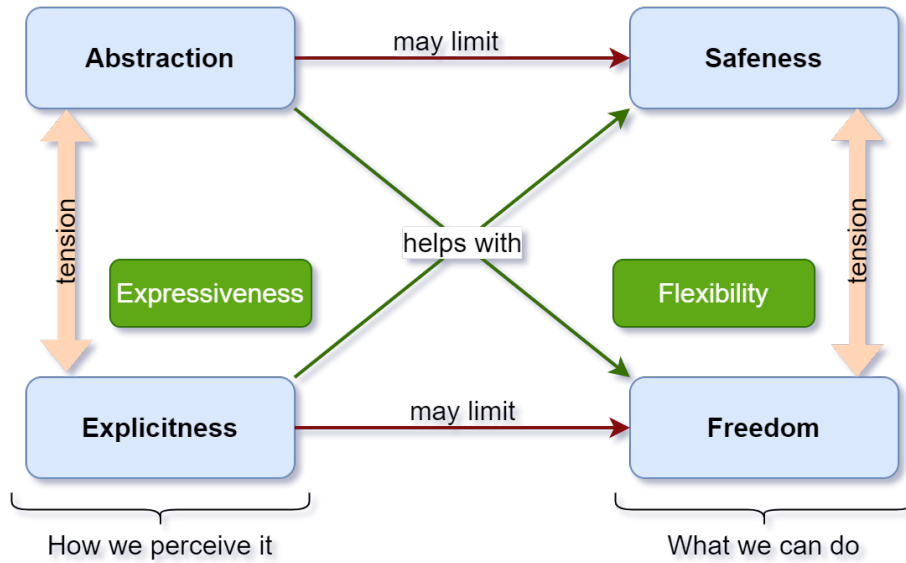 Abstraction
may limit
Safeness
tension
helps with
tension
Expressiveness
Flexibility
Explicitness
may limit
Freedom
How we perceive it
What we can do